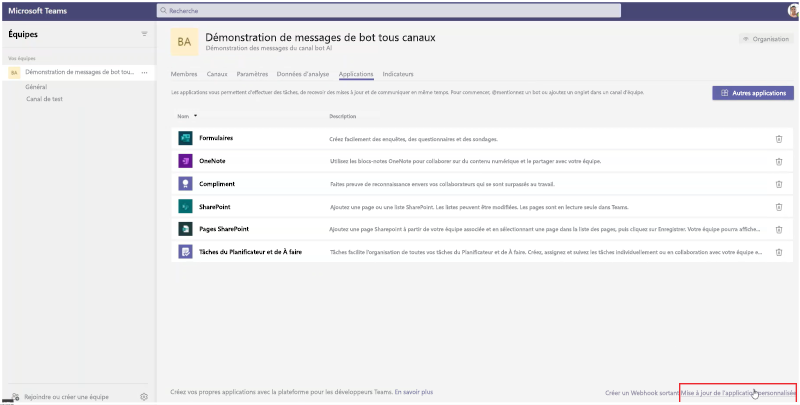 Microsoft Teams
Recherche
Équipes
Vos équipes
BA
Démonstration de messages de bot tou...
Général
Canal de test
Rejoindre ou créer une équipe
BA
Démonstration de messages de bot tous canaux
Démonstration des messages du canal bot AI
Organisation
Membres Canaux Paramètres Données d'analyse Applications Indicateurs
Les applications vous permettent d'effectuer des tâches, de recevoir des mises à jour et de communiquer en même temps. Pour commencer, @mentionnez un bot ou ajoutez un onglet dans un canal d'équipe.
Autres applications
Nom Description
Formulaires Créez facilement des enquêtes, des questionnaires et des sondages.
OneNote Utilisez les blocs-notes OneNote pour collaborer sur du contenu numérique et le partager avec votre équipe.
Compliment Faites preuve de reconnaissance envers vos collaborateurs qui se sont surpassés au travail.
SharePoint Ajoutez une page ou une liste SharePoint. Les listes peuvent être modifiées. Les pages sont en lecture seule dans Teams.
Pages SharePoint Ajoutez une page Sharepoint à partir de votre équipe associée et en sélectionnant une page dans la liste des pages, puis cliquez sur Enregistrer. Votre équipe pourra affiche...
Tâches du Planificateur et de À faire Tâches facilite l'organisation de toutes vos tâches du Planificateur et de À faire. Créez, assignez et suivez les tâches individuellement ou en collaboration avec votre équipe e...
Créez vos propres applications avec la plateforme pour les développeurs Teams. En savoir plus
Créer un Webhook sortant Mise à jour de l'application personnalisée